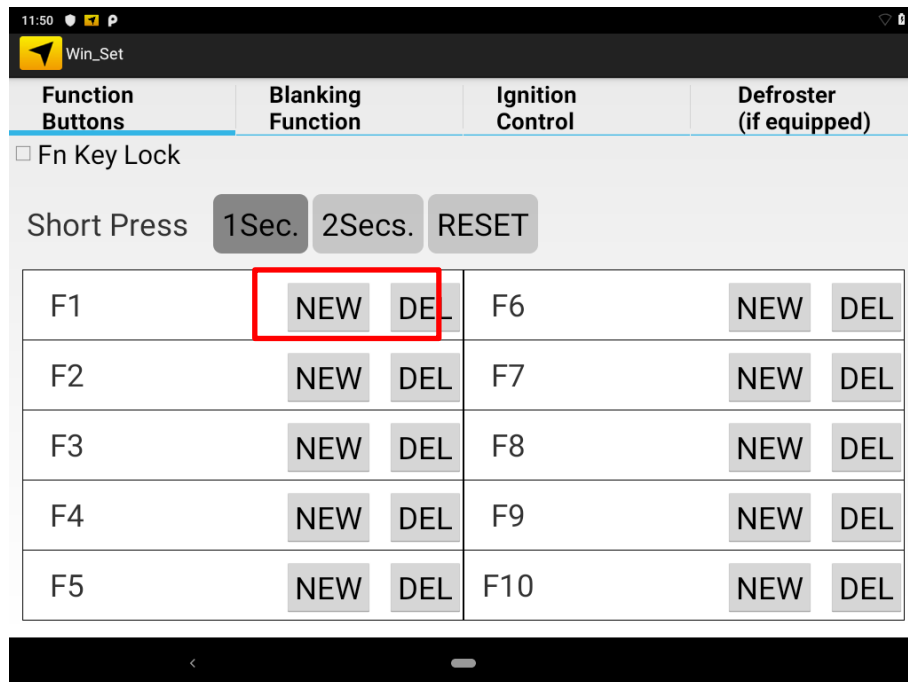 11:50
Win_Set
Function Buttons
Blanking Function
Ignition Control
Defroster (if equipped)
Fn Key Lock
Short Press 1Sec. 2Secs. RESET
F1 NEW DEL F6 NEW DEL
F2 NEW DEL F7 NEW DEL
F3 NEW DEL F8 NEW DEL
F4 NEW DEL F9 NEW DEL
F5 NEW DEL F10 NEW DEL